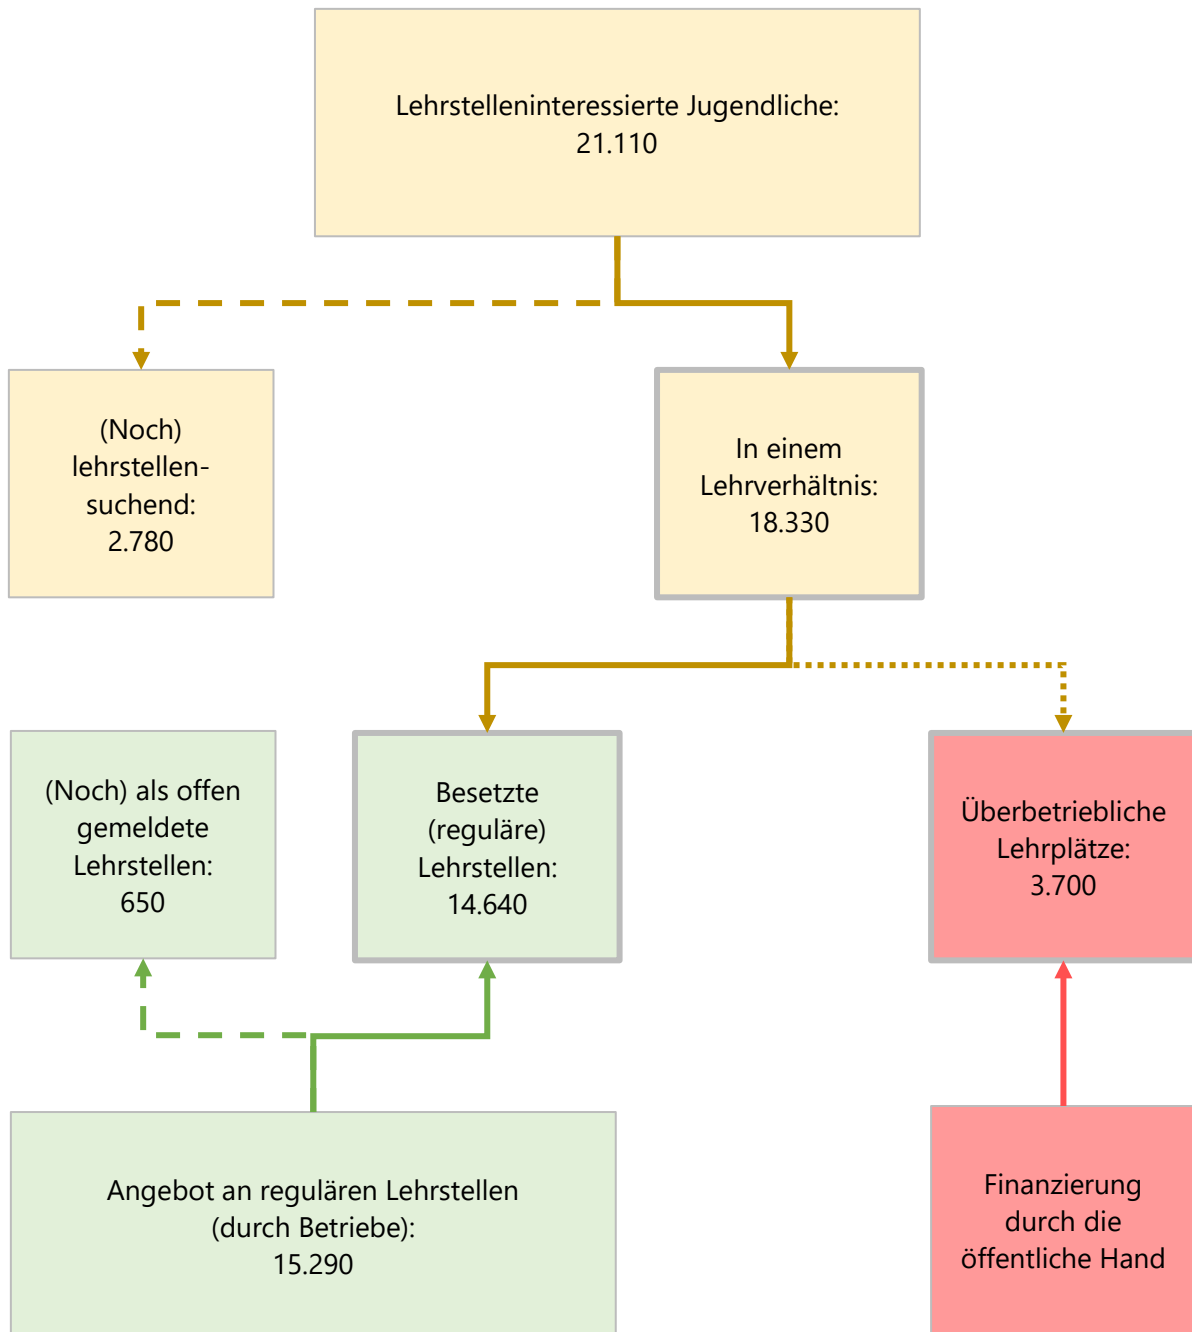 Lehrstelleninteressierte Jugendliche:
21.110
(Noch)
lehrstellen-
suchend:
2.780
In einem
Lehrverhältnis:
18.330
(Noch) als offen
gemeldete
Lehrstellen:
650
Besetzte
(reguläre)
Lehrstellen:
14.640
Überbetriebliche
Lehrplätze:
3.700
Angebot an regulären Lehrstellen
(durch Betriebe):
15.290
Finanzierung
durch die
öffentliche Hand